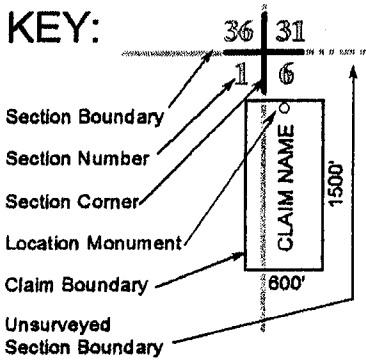 KEY:
36 31
1 6
Section Boundary
Section Number
Section Corner
Location Monument
Claim Boundary
Unsurveyed
Section Boundary
CLAIM NAME
1500'
600'